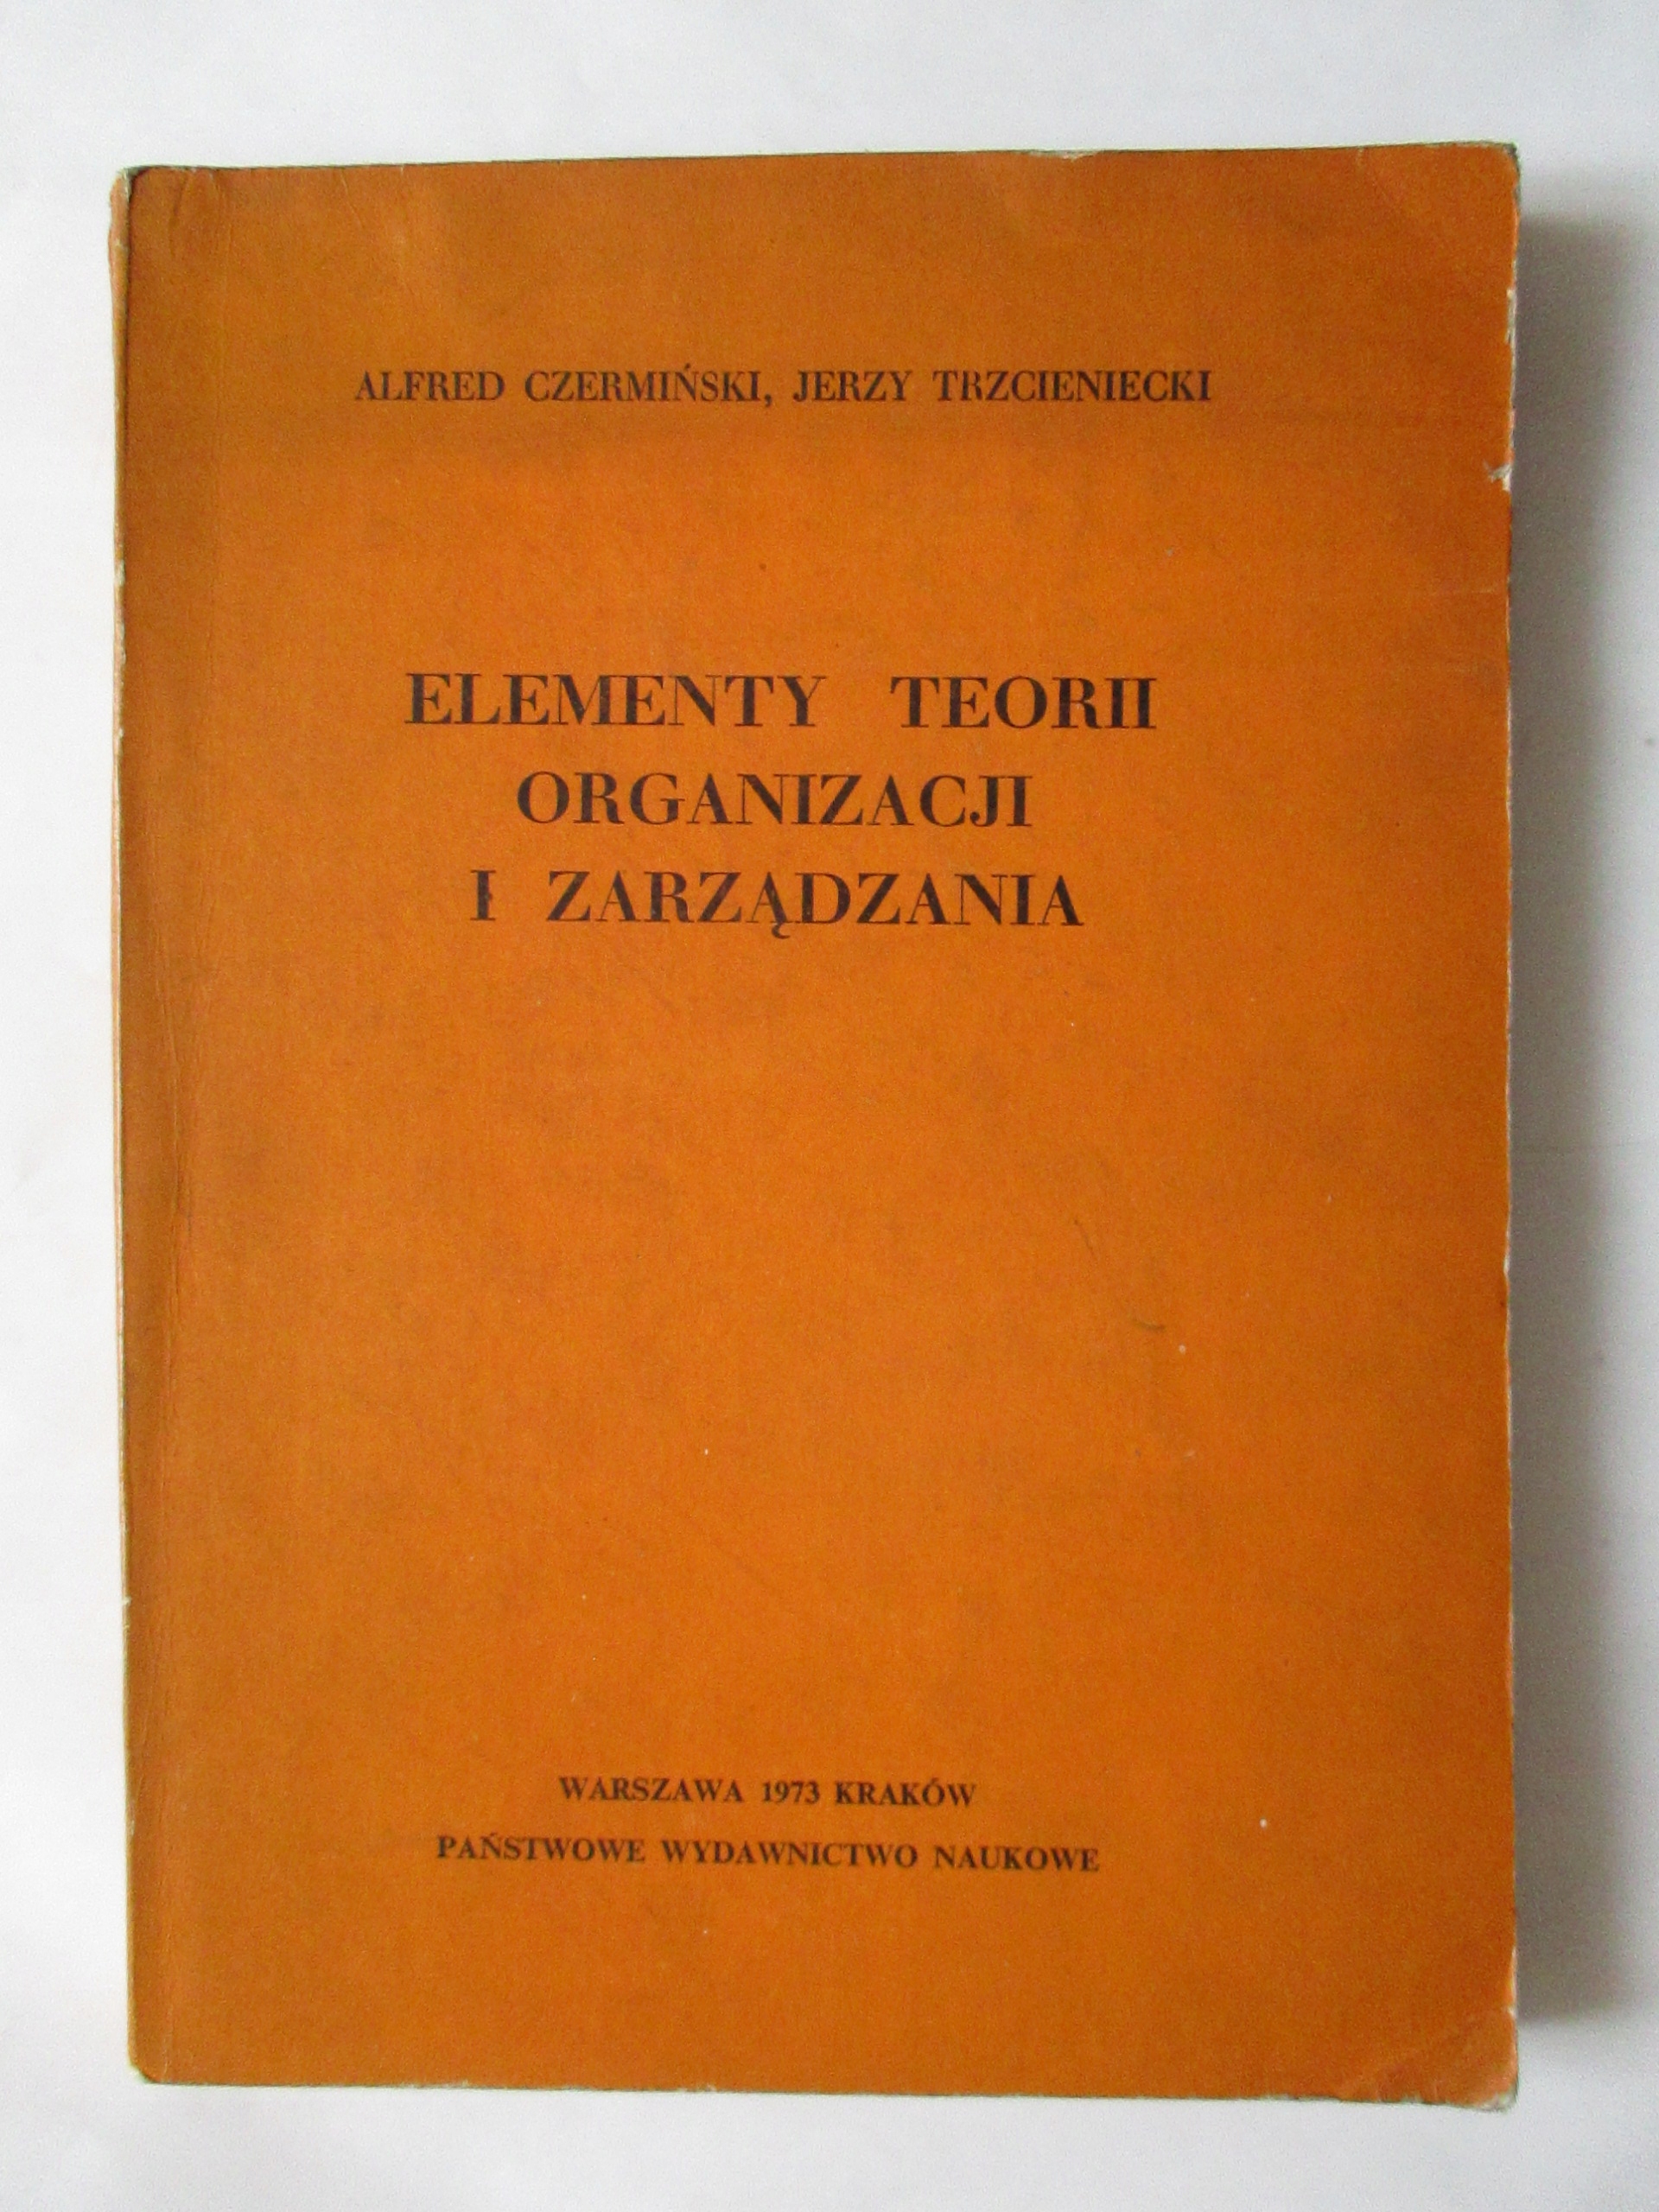 ALFRED CZERMIŃSKI, JERZY TRZCIENIECKI
ELEMENTY TEORII
ORGANIZACJI
I ZARZĄDZANIA
WARSZAWA 1973 KRAKÓW
PAŃSTWOWE WYDAWNICTWO NAUKOWE